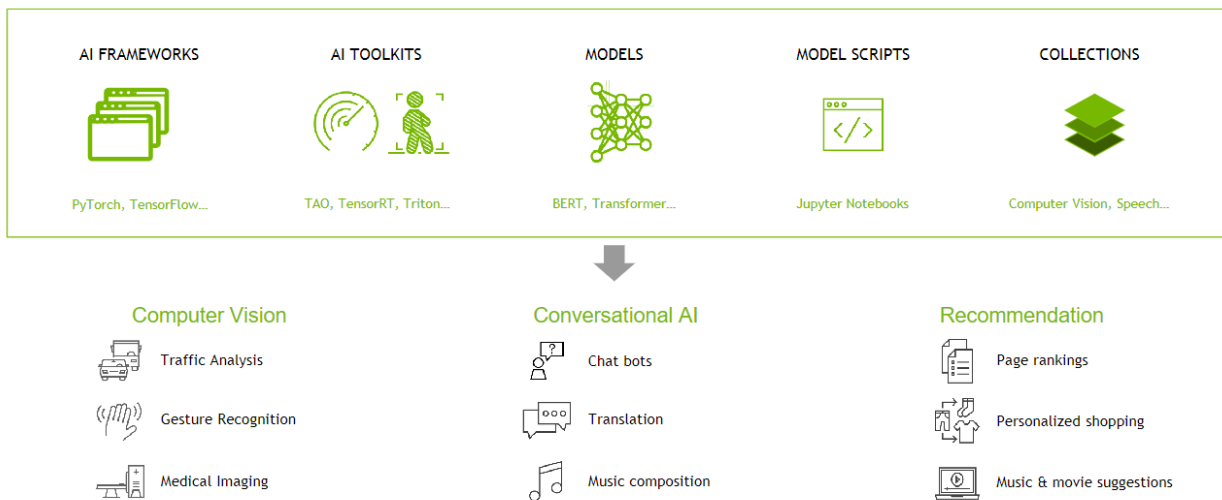 AI FRAMEWORKS
AI TOOLKITS
MODELS
MODEL SCRIPTS
COLLECTIONS
PyTorch, TensorFlow...
TAO, TensorRT, Triton...
BERT, Transformer...
Jupyter Notebooks
Computer Vision, Speech...
Computer Vision
Traffic Analysis
Gesture Recognition
Medical Imaging
Conversational AI
?
Chat bots
Translation
Music composition
Recommendation
Page rankings
Personalized shopping
Music & movie suggestions